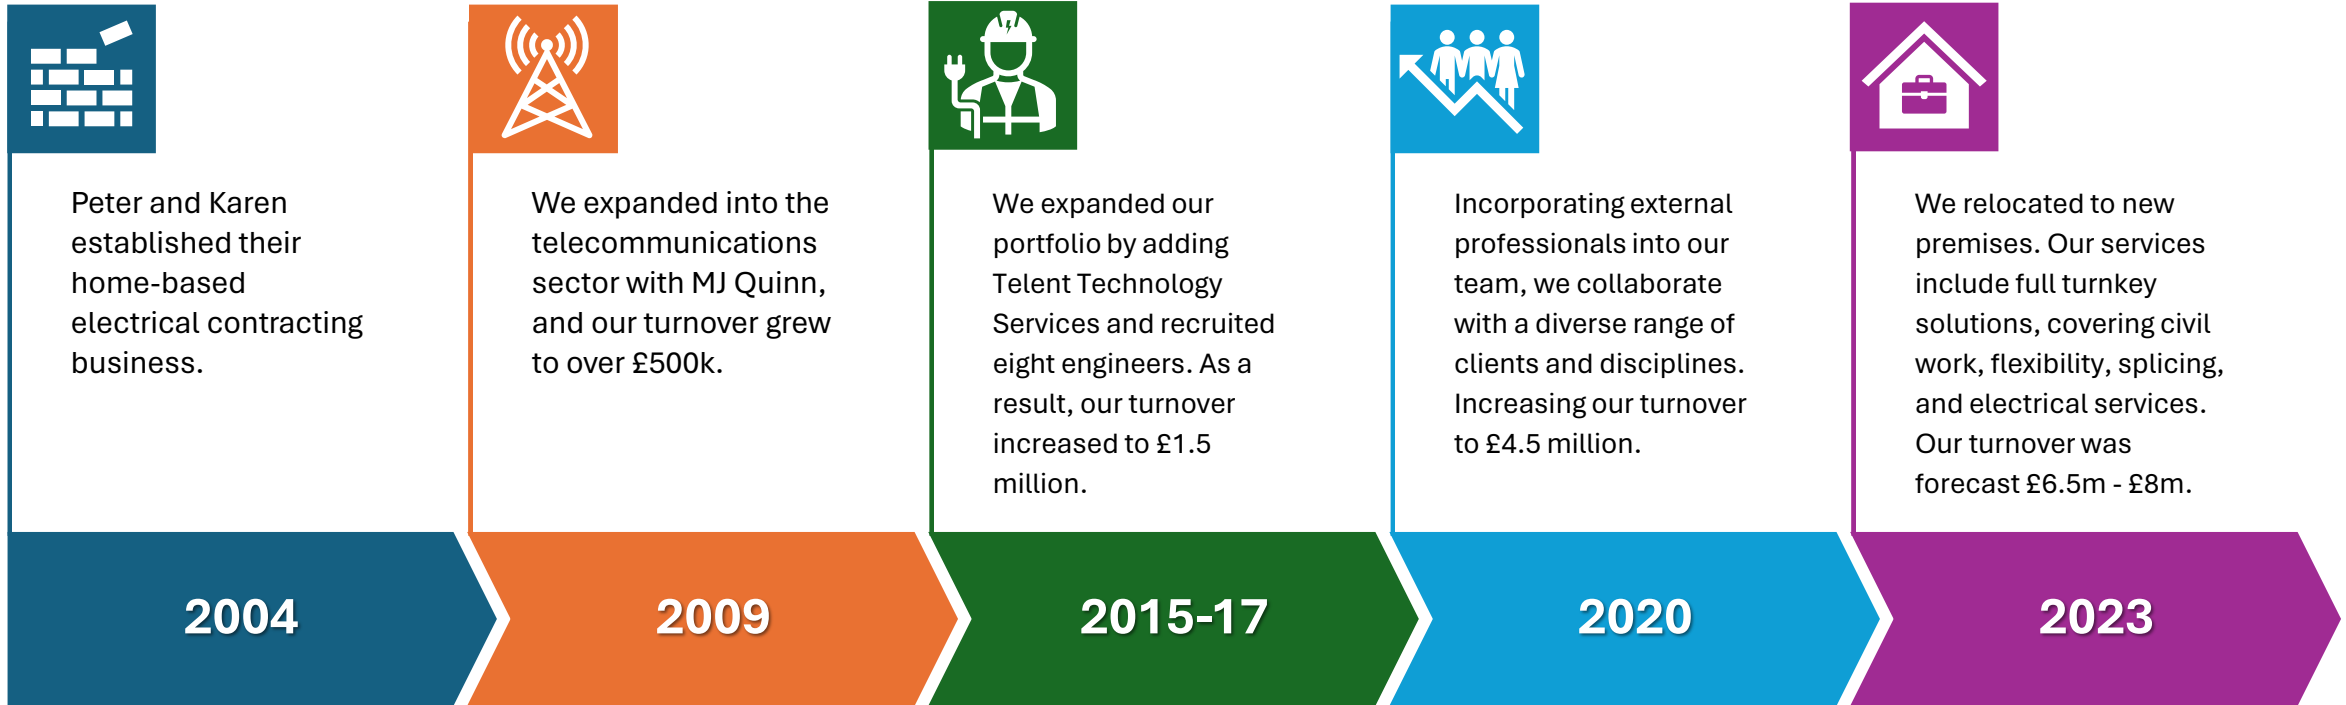 Peter and Karen
established their
home-based
electrical contracting
business.
We expanded into the
telecommunications
sector with MJ Quinn,
and our turnover grew
to over £500k.
We expanded our
portfolio by adding
Telent Technology
Services and recruited
eight engineers. As a
result, our turnover
increased to £1.5
million.
Incorporating external
professionals into our
team, we collaborate
with a diverse range of
clients and disciplines.
Increasing our turnover
to £4.5 million.
We relocated to new
premises. Our services
include full turnkey
solutions, covering civil
work, flexibility, splicing,
and electrical services.
Our turnover was
forecast £6.5m - £8m.
2004
2009
2015-17
2020
2023